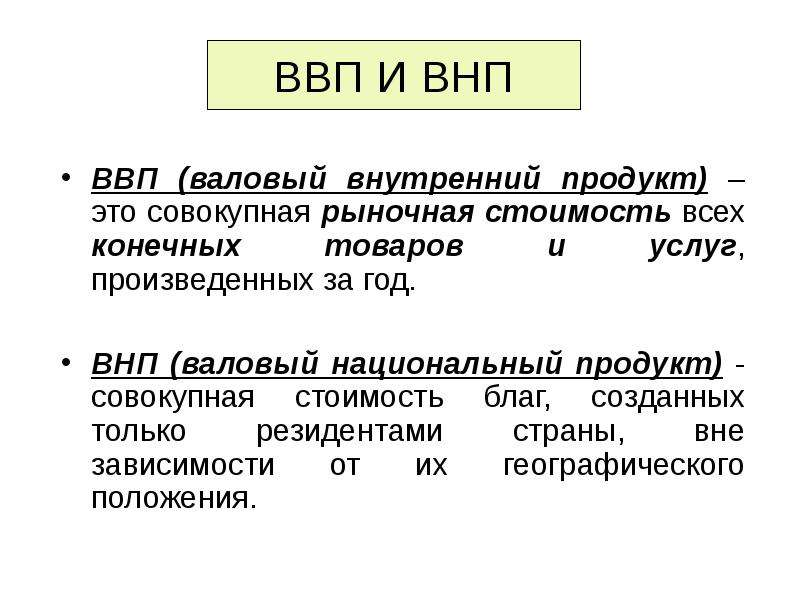 ВВП И ВНП
• ВВП (валовый внутренний продукт) –
это совокупная рыночная стоимость всех
конечных товаров и услуг,
произведенных за год.
• ВНП (валовый национальный продукт) -
совокупная стоимость благ, созданных
только резидентами страны, вне
зависимости от их географического
положения.